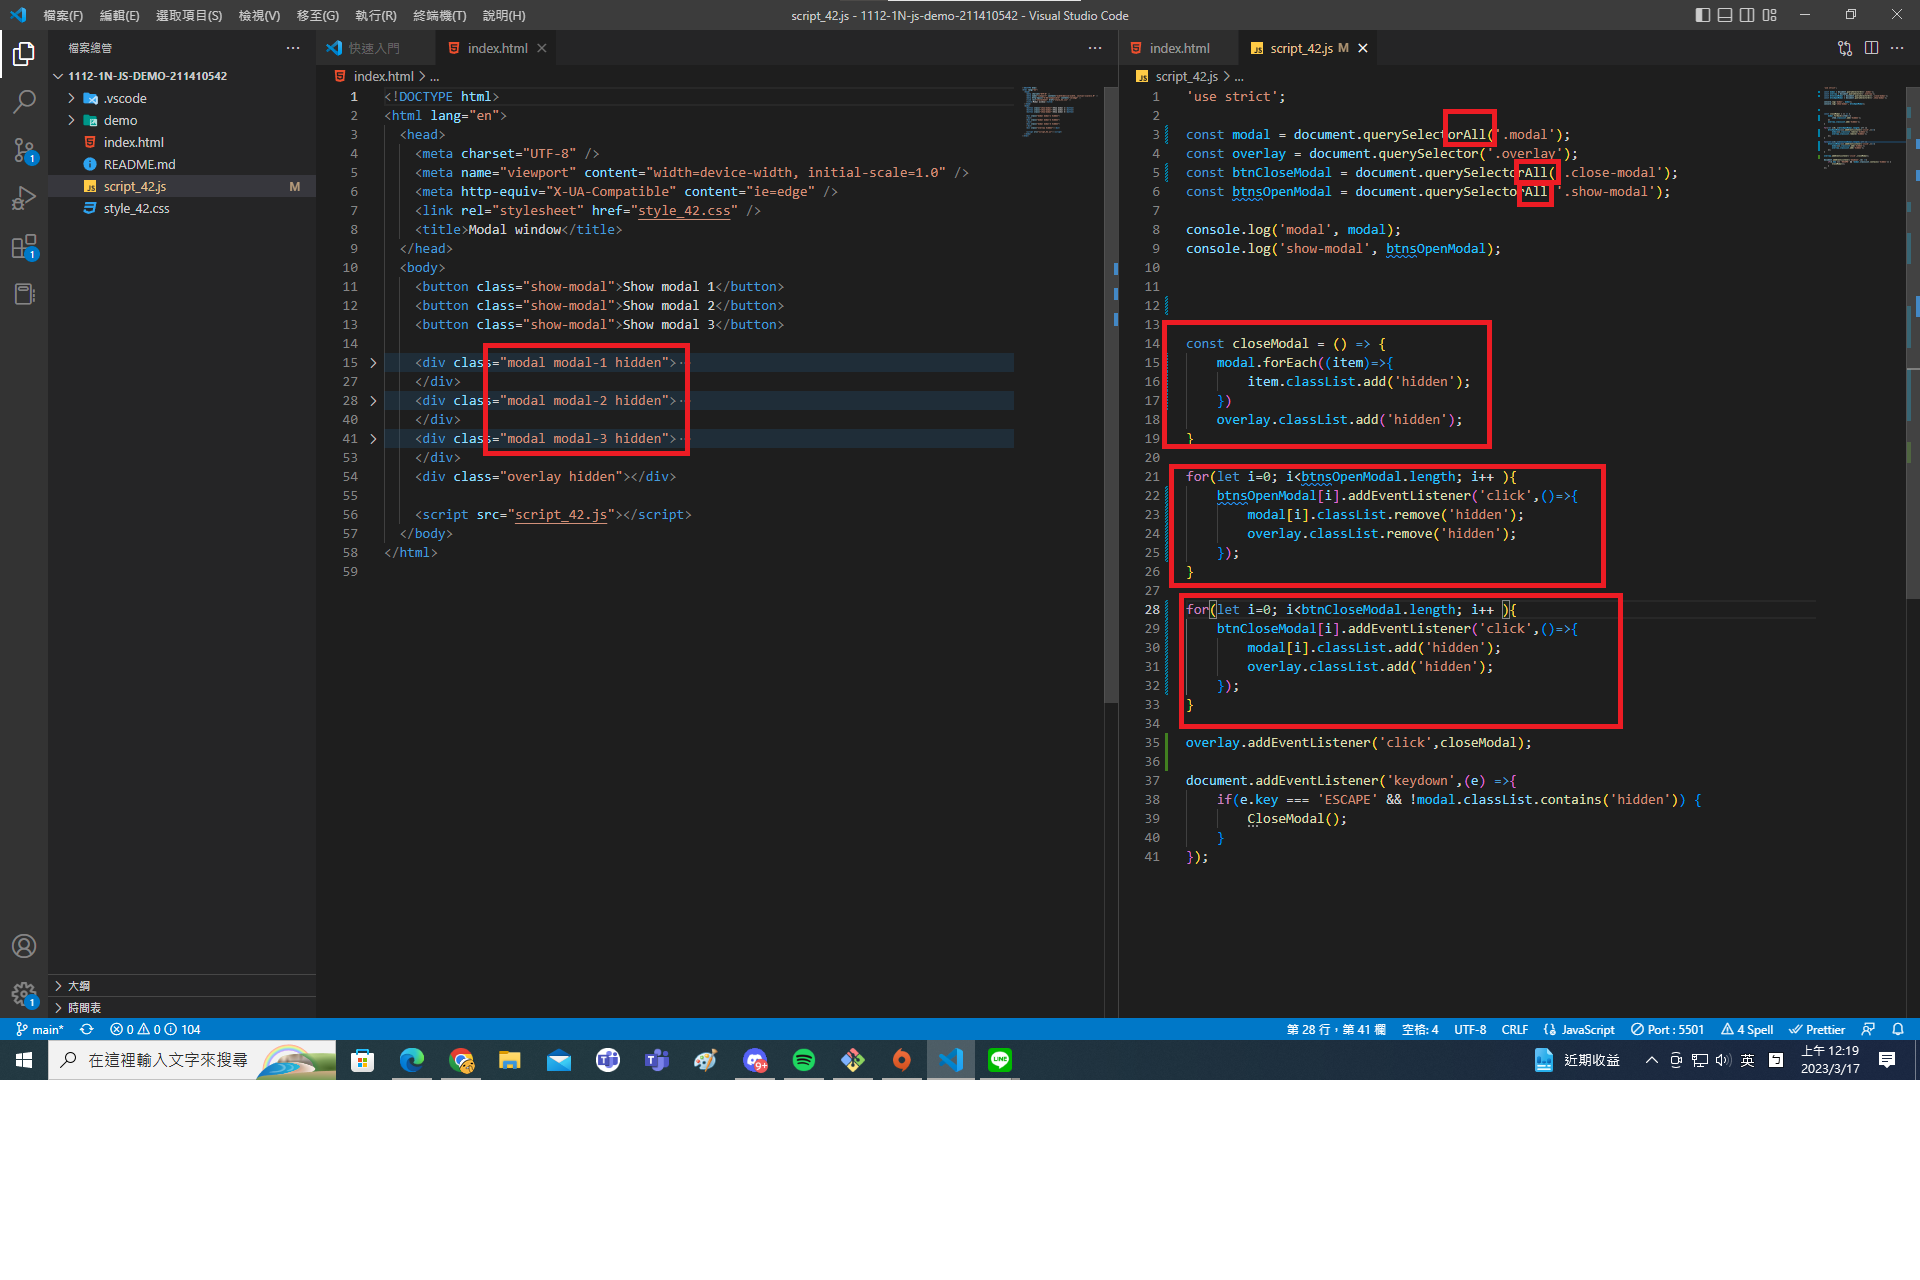 檔案(F) 編輯(E) 選取項目(S) 檢視(V) 移至(G) 執行(R) 終端機(T) 說明(H)
script_42.js - 1112-1N-js-demo-211410542 - Visual Studio Code
檔案總管
1112-1N-JS-DEMO-211410542
.vscode
demo
index.html
README.md
script_42.js M
style_42.css
大綱
時間表
快速入門
index.html
index.html > ...
1 <!DOCTYPE html>
2 <html lang="en">
3 <head>
4 <meta charset="UTF-8" />
5 <meta name="viewport" content="width=device-width, initial-scale=1.0" />
6 <meta http-equiv="X-UA-Compatible" content="ie=edge" />
7 <link rel="stylesheet" href="style_42.css" />
8 <title>Modal window</title>
9 </head>
10 <body>
11 <button class="show-modal">Show modal 1</button>
12 <button class="show-modal">Show modal 2</button>
13 <button class="show-modal">Show modal 3</button>
14
15 <div class="modal modal-1 hidden">
27 </div>
28 <div class="modal modal-2 hidden">
40 </div>
41 <div class="modal modal-3 hidden">
53 </div>
54 <div class="overlay hidden"></div>
55
56 <script src="script_42.js"></script>
57 </body>
58 </html>
59
index.html
script_42.js M
script_42.js > ...
1 'use strict';
2
3 const modal = document.querySelectorAll('.modal');
4 const overlay = document.querySelector('.overlay');
5 const btnCloseModal = document.querySelectorAll('.close-modal');
6 const btnsOpenModal = document.querySelectorAll('.show-modal');
7
8 console.log('modal', modal);
9 console.log('show-modal', btnsOpenModal);
10
11
12
13
14 const closeModal = () => {
15 modal.forEach((item)=>{
16 item.classList.add('hidden');
17 })
18 overlay.classList.add('hidden');
19 }
20
21 for(let i=0; i<btnsOpenModal.length; i++ ){
22 btnsOpenModal[i].addEventListener('click',()=>{
23 modal[i].classList.remove('hidden');
24 overlay.classList.remove('hidden');
25 });
26 }
27
28 for(let i=0; i<btnCloseModal.length; i++ ){
29 btnCloseModal[i].addEventListener('click',()=>{
30 modal[i].classList.add('hidden');
31 overlay.classList.add('hidden');
32 });
33 }
34
35 overlay.addEventListener('click',closeModal);
36
37 document.addEventListener('keydown',(e) =>{
38 if(e.key === 'ESCAPE' && !modal.classList.contains('hidden')) {
39 CloseModal();
40 }
41 });
main* 0 0 104
第 28 行，第 41 欄 空格: 4 UTF-8 CRLF JavaScript Port : 5501 4 Spell Prettier
在這裡輸入文字來搜尋
9+
LINE
近期收益
英
上午 12:19
2023/3/17